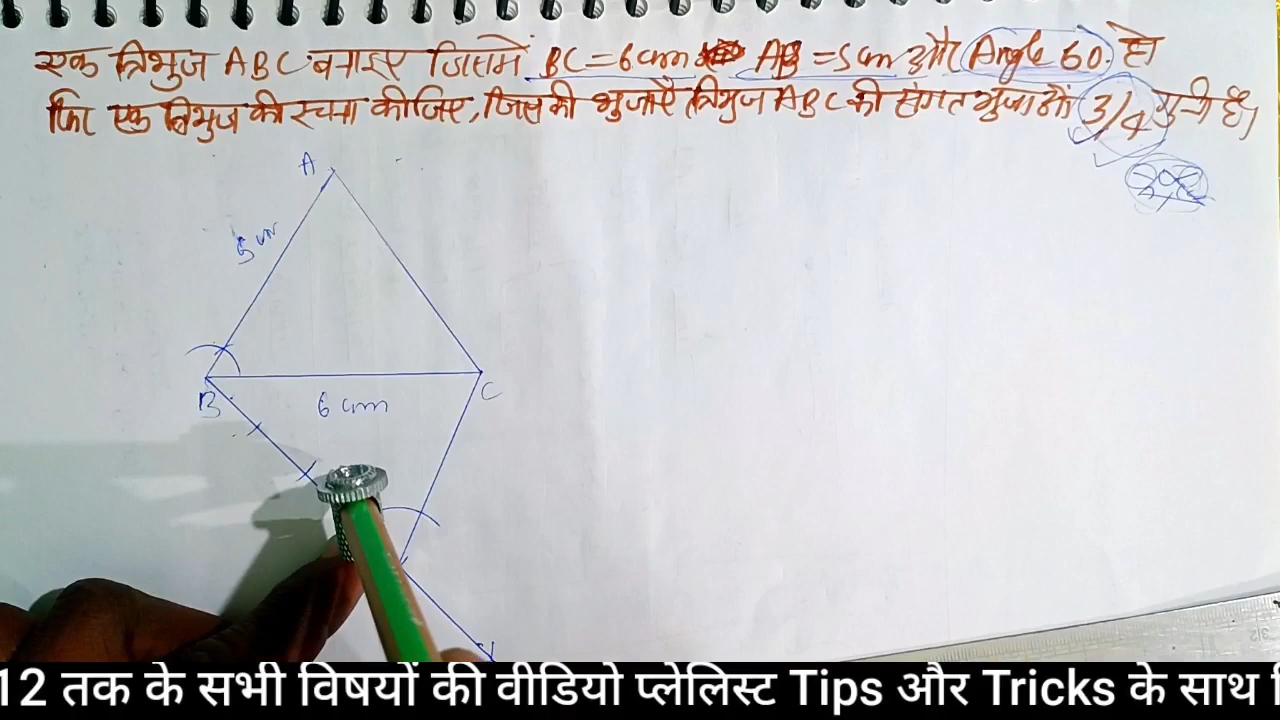 एक त्रिभुज ABC बनाइए जिसमें BC = 6 cm AB = 5 cm और Angle 60. हो
फिर एक त्रिभुज की रचना कीजिए, जिस की भुजाएँ त्रिभुज ABC की संगत भुजाओं 3/4 गुनी है।
A
5 cm
B
6 cm
C
12 तक के सभी विषयों की वीडियो प्लेलिस्ट Tips और Tricks के साथ